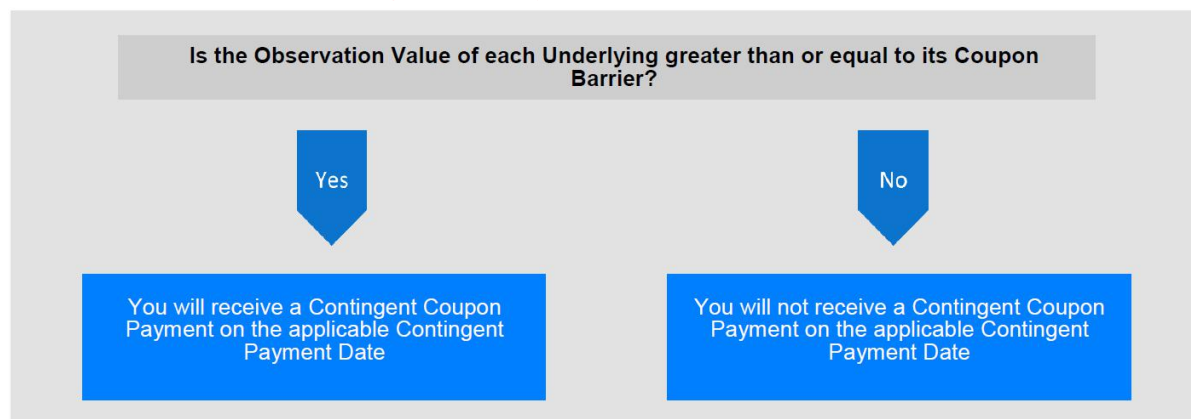 Is the Observation Value of each Underlying greater than or equal to its Coupon
Barrier?
Yes
No
You will receive a Contingent Coupon
Payment on the applicable Contingent
Payment Date
You will not receive a Contingent Coupon
Payment on the applicable Contingent
Payment Date